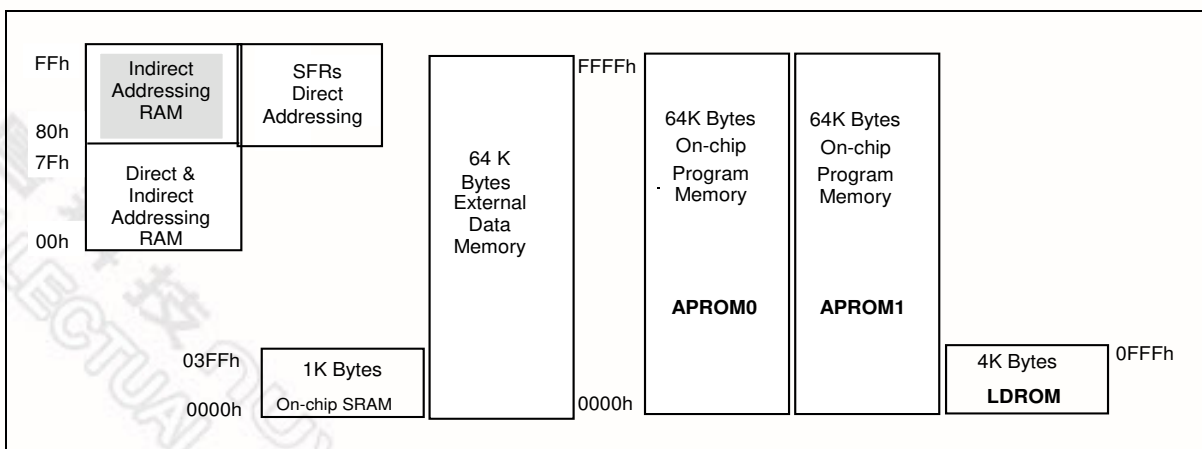 FFh
80h
7Fh
00h
Indirect
Addressing
RAM
SFRs
Direct
Addressing
Direct &
Indirect
Addressing
RAM
03FFh
0000h
1K Bytes
On-chip SRAM
64 K
Bytes
External
Data
Memory
FFFFh
0000h
64K Bytes
On-chip
Program
Memory
APROM0
64K Bytes
On-chip
Program
Memory
APROM1
4K Bytes
LDROM
0FFFh